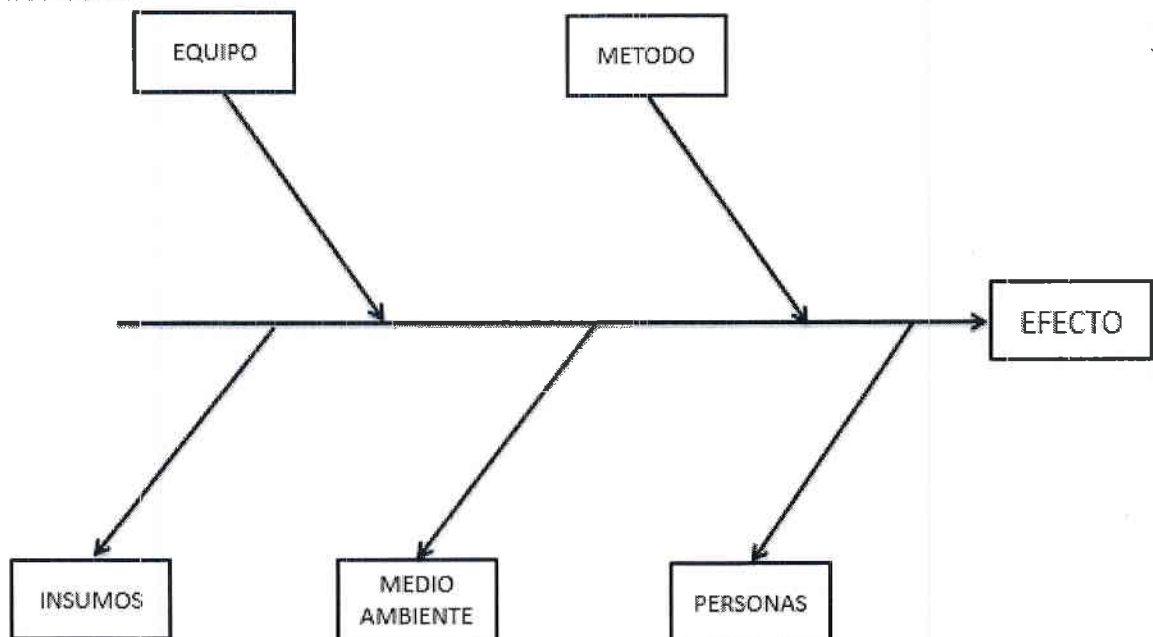 EQUIPO
METODO
EFECTO
INSUMOS
MEDIO
AMBIENTE
PERSONAS